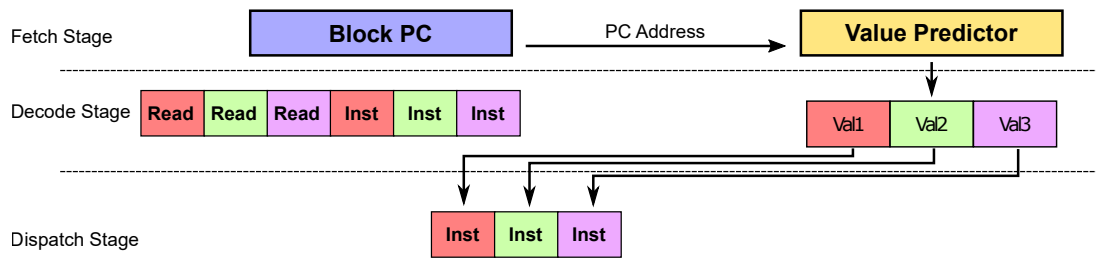 Fetch Stage
Block PC
PC Address
Value Predictor
Decode Stage
Read Read Read Inst Inst Inst
Val1 Val2 Val3
Inst Inst Inst
Dispatch Stage